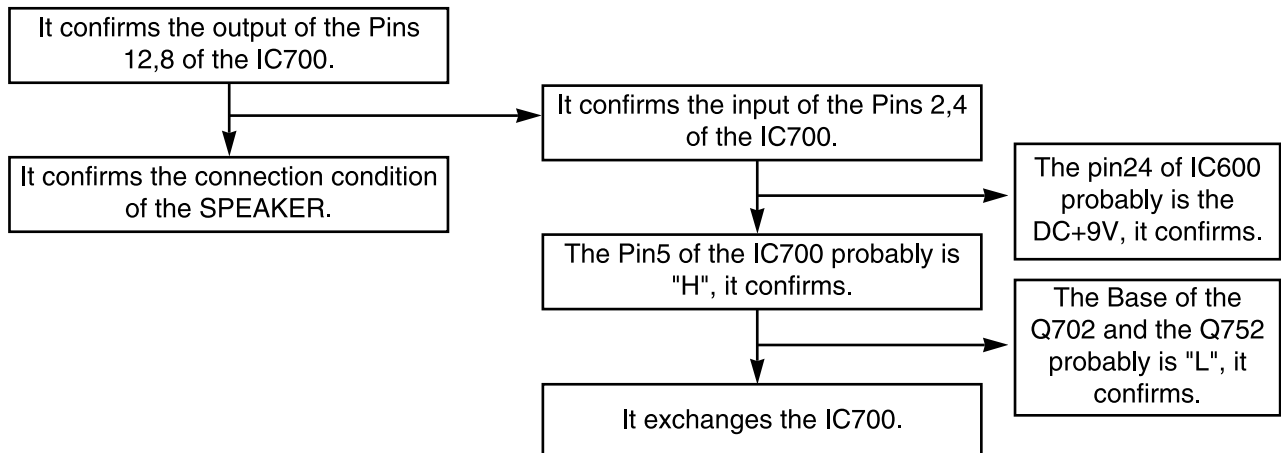 It confirms the output of the Pins
12,8 of the IC700.
It confirms the connection condition
of the SPEAKER.
It confirms the input of the Pins 2,4
of the IC700.
The pin24 of IC600
probably is the
DC+9V, it confirms.
The Pin5 of the IC700 probably is
"H", it confirms.
The Base of the
Q702 and the Q752
probably is "L", it
confirms.
It exchanges the IC700.